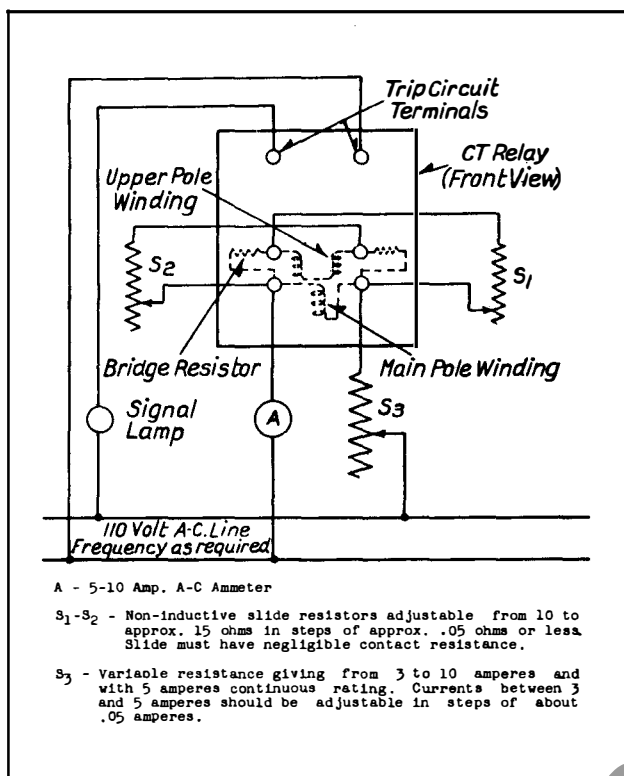 Trip Circuit
Terminals
CT Relay
(Front View)
Upper Pole
Winding
S2
S1
Bridge Resistor
Main Pole Winding
S3
Signal
Lamp
A
110 Volt A-C. Line
Frequency as required
A - 5-10 Amp. A-C Ammeter
S1-S2 - Non-inductive slide resistors adjustable from 10 to
approx. 15 ohms in steps of approx. .05 ohms or less.
Slide must have negligible contact resistance.
S3 - Variable resistance giving from 3 to 10 amperes and
with 5 amperes continuous rating. Currents between 3
and 5 amperes should be adjustable in steps of about
.05 amperes.